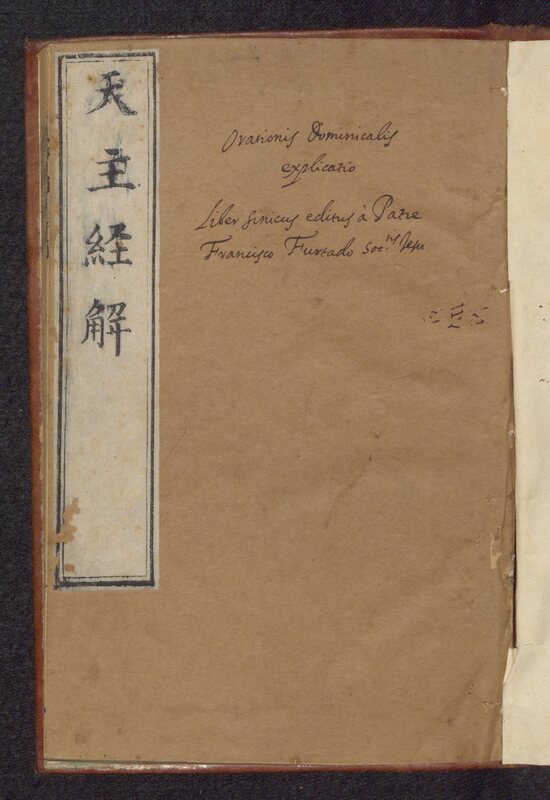 天主經解
Orationis Dominicalis
explicatio
Liber sinicus editus à Patre
Francisco Furtado Soc.tis Jesu